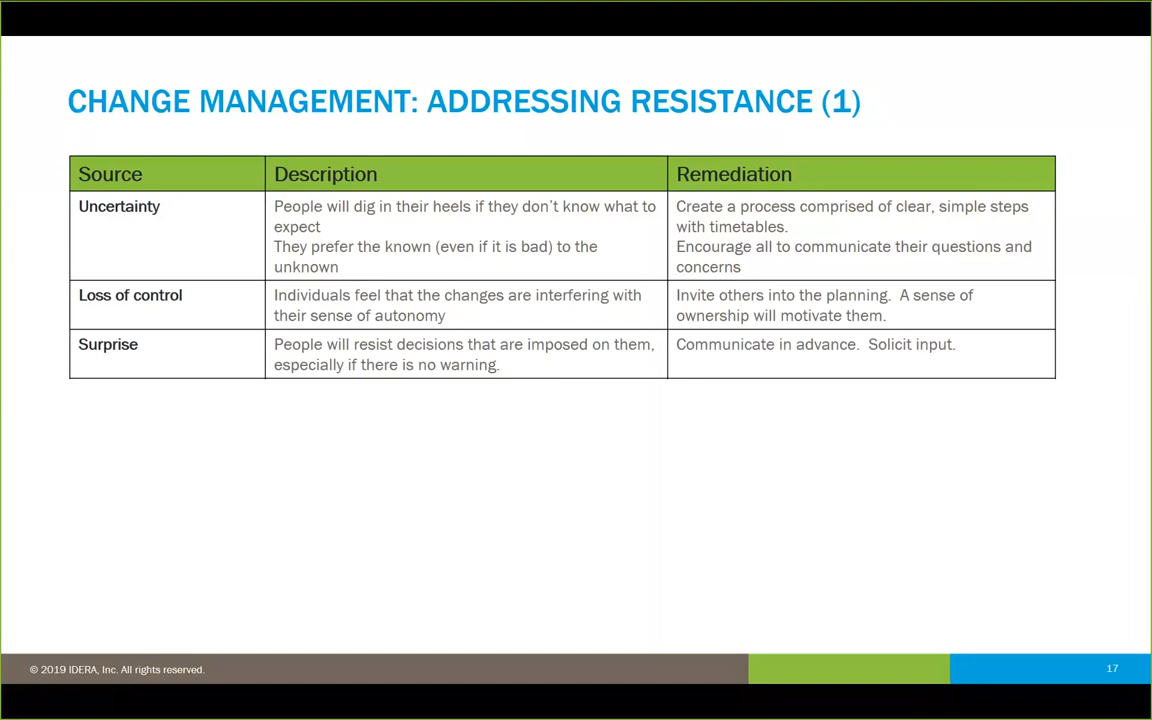 CHANGE MANAGEMENT: ADDRESSING RESISTANCE (1)
Source
Description
Remediation
Uncertainty
People will dig in their heels if they don’t know what to
expect
They prefer the known (even if it is bad) to the
unknown
Create a process comprised of clear, simple steps
with timetables.
Encourage all to communicate their questions and
concerns
Loss of control
Individuals feel that the changes are interfering with
their sense of autonomy
Invite others into the planning.  A sense of
ownership will motivate them.
Surprise
People will resist decisions that are imposed on them,
especially if there is no warning.
Communicate in advance.  Solicit input.
© 2019 IDERA, Inc. All rights reserved.
17